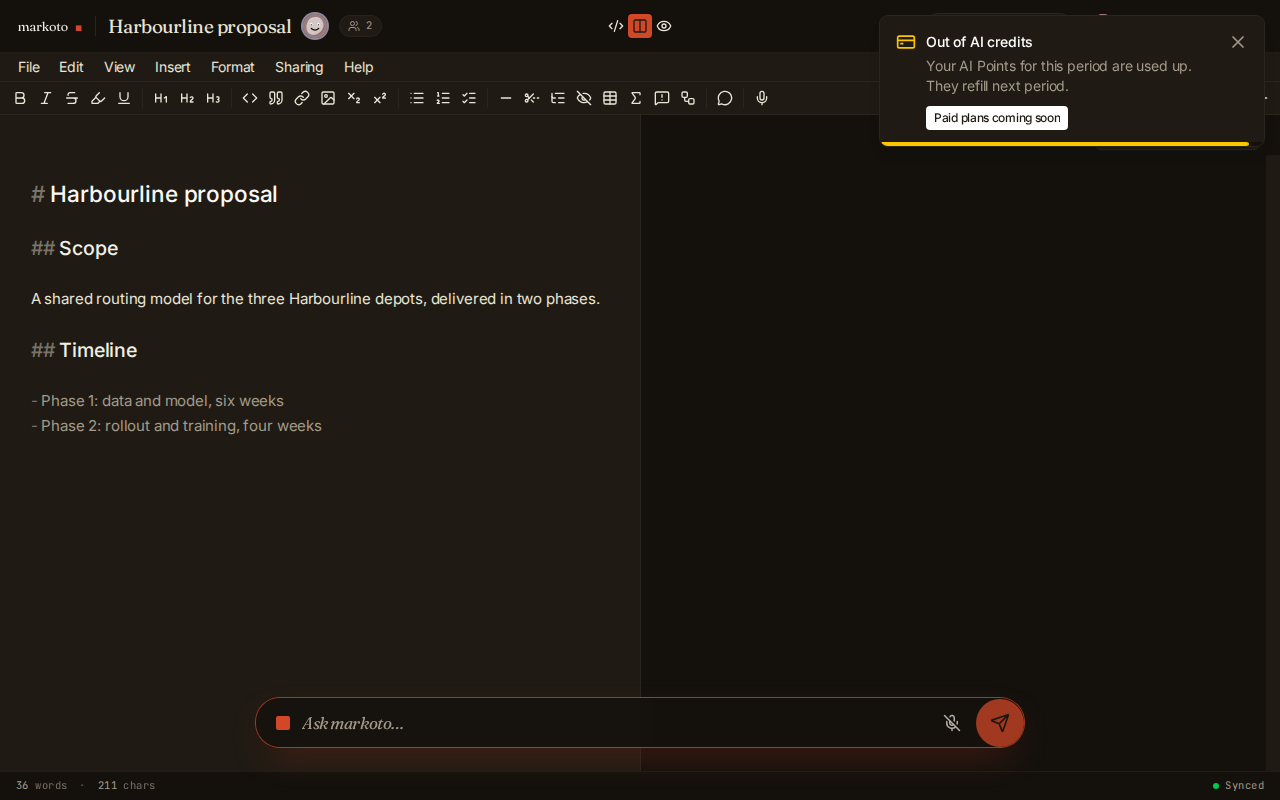 markoto
Harbourline proposal
2
File Edit View Insert Format Sharing Help
Out of AI credits
Your AI Points for this period are used up.
They refill next period.
Paid plans coming soon
H1 H2 H3
# Harbourline proposal
## Scope
A shared routing model for the three Harbourline depots, delivered in two phases.
## Timeline
- Phase 1: data and model, six weeks
- Phase 2: rollout and training, four weeks
Ask markoto...
36 words · 211 chars
Synced